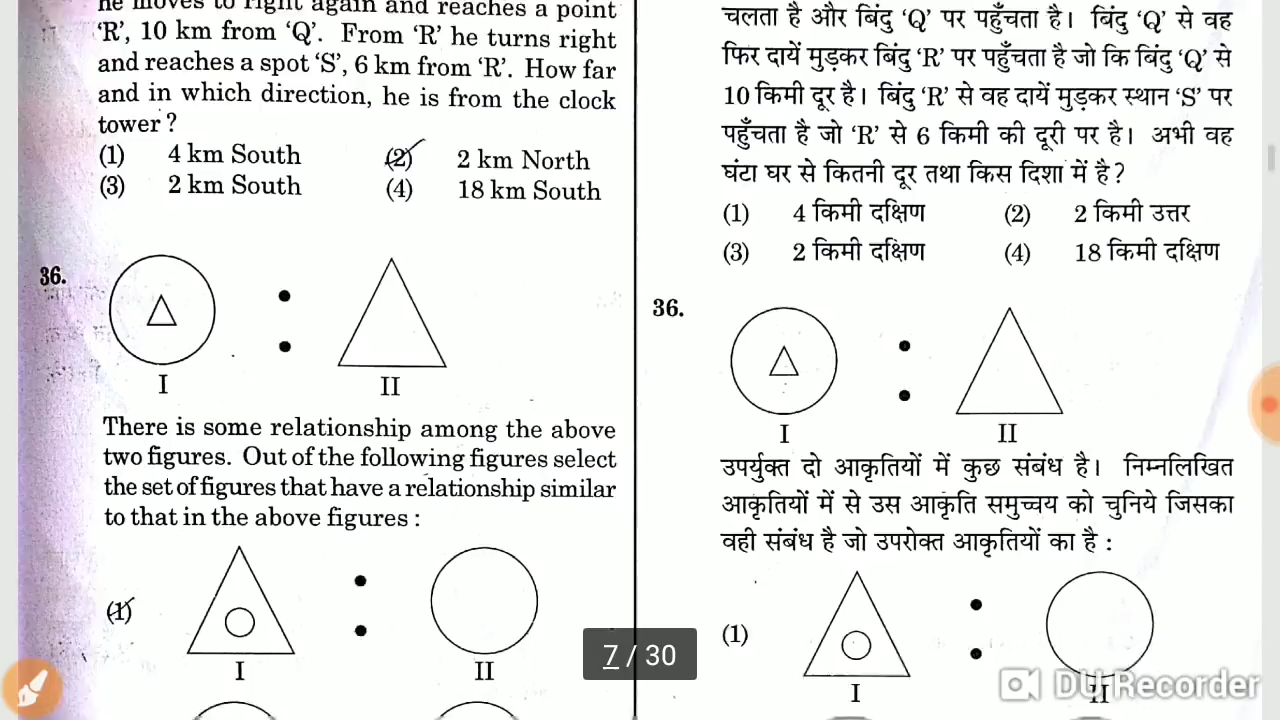 he moves to right again and reaches a point
'R', 10 km from 'Q'. From 'R' he turns right
and reaches a spot 'S', 6 km from 'R'. How far
and in which direction, he is from the clock
tower ?
(1) 4 km South (2) 2 km North
(3) 2 km South (4) 18 km South
36.
I II
There is some relationship among the above
two figures. Out of the following figures select
the set of figures that have a relationship similar
to that in the above figures :
(1)
I II
चलता है और बिंदु 'Q' पर पहुँचता है। बिंदु 'Q' से वह
फिर दायें मुड़कर बिंदु 'R' पर पहुँचता है जो कि बिंदु 'Q' से
10 किमी दूर है। बिंदु 'R' से वह दायें मुड़कर स्थान 'S' पर
पहुँचता है जो 'R' से 6 किमी की दूरी पर है। अभी वह
घंटा घर से कितनी दूर तथा किस दिशा में है?
(1) 4 किमी दक्षिण (2) 2 किमी उत्तर
(3) 2 किमी दक्षिण (4) 18 किमी दक्षिण
36.
I II
उपर्युक्त दो आकृतियों में कुछ संबंध है। निम्नलिखित
आकृतियों में से उस आकृति समुच्चय को चुनिये जिसका
वही संबंध है जो उपरोक्त आकृतियों का है :
(1)
I II
7 / 30
DU Recorder